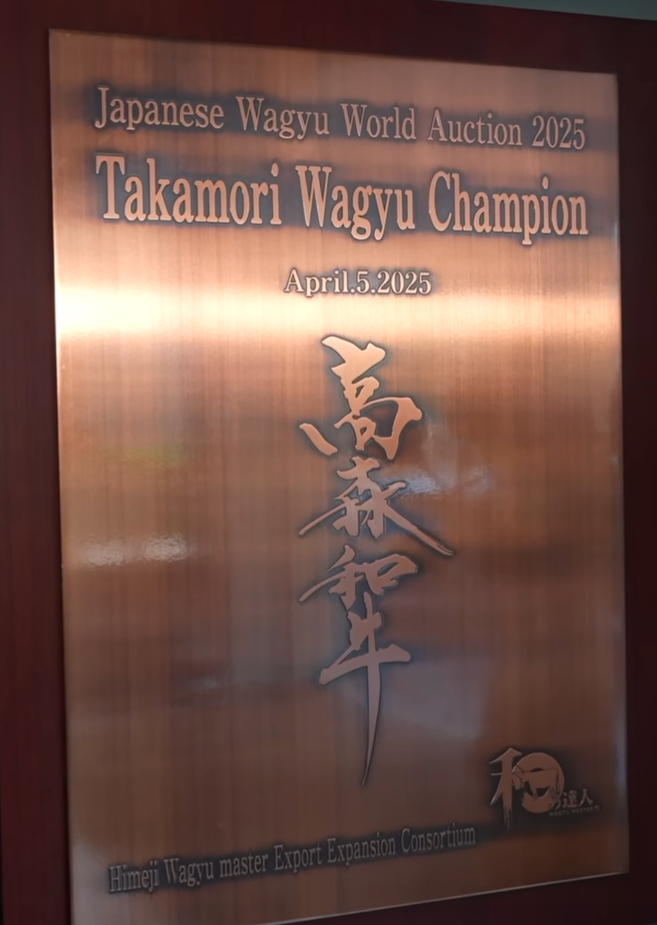 Japanese Wagyu World Auction 2025
Takamori Wagyu Champion
April.5.2025
高森和牛
和の達人
Himeji Wagyu master Export Expansion Consortium